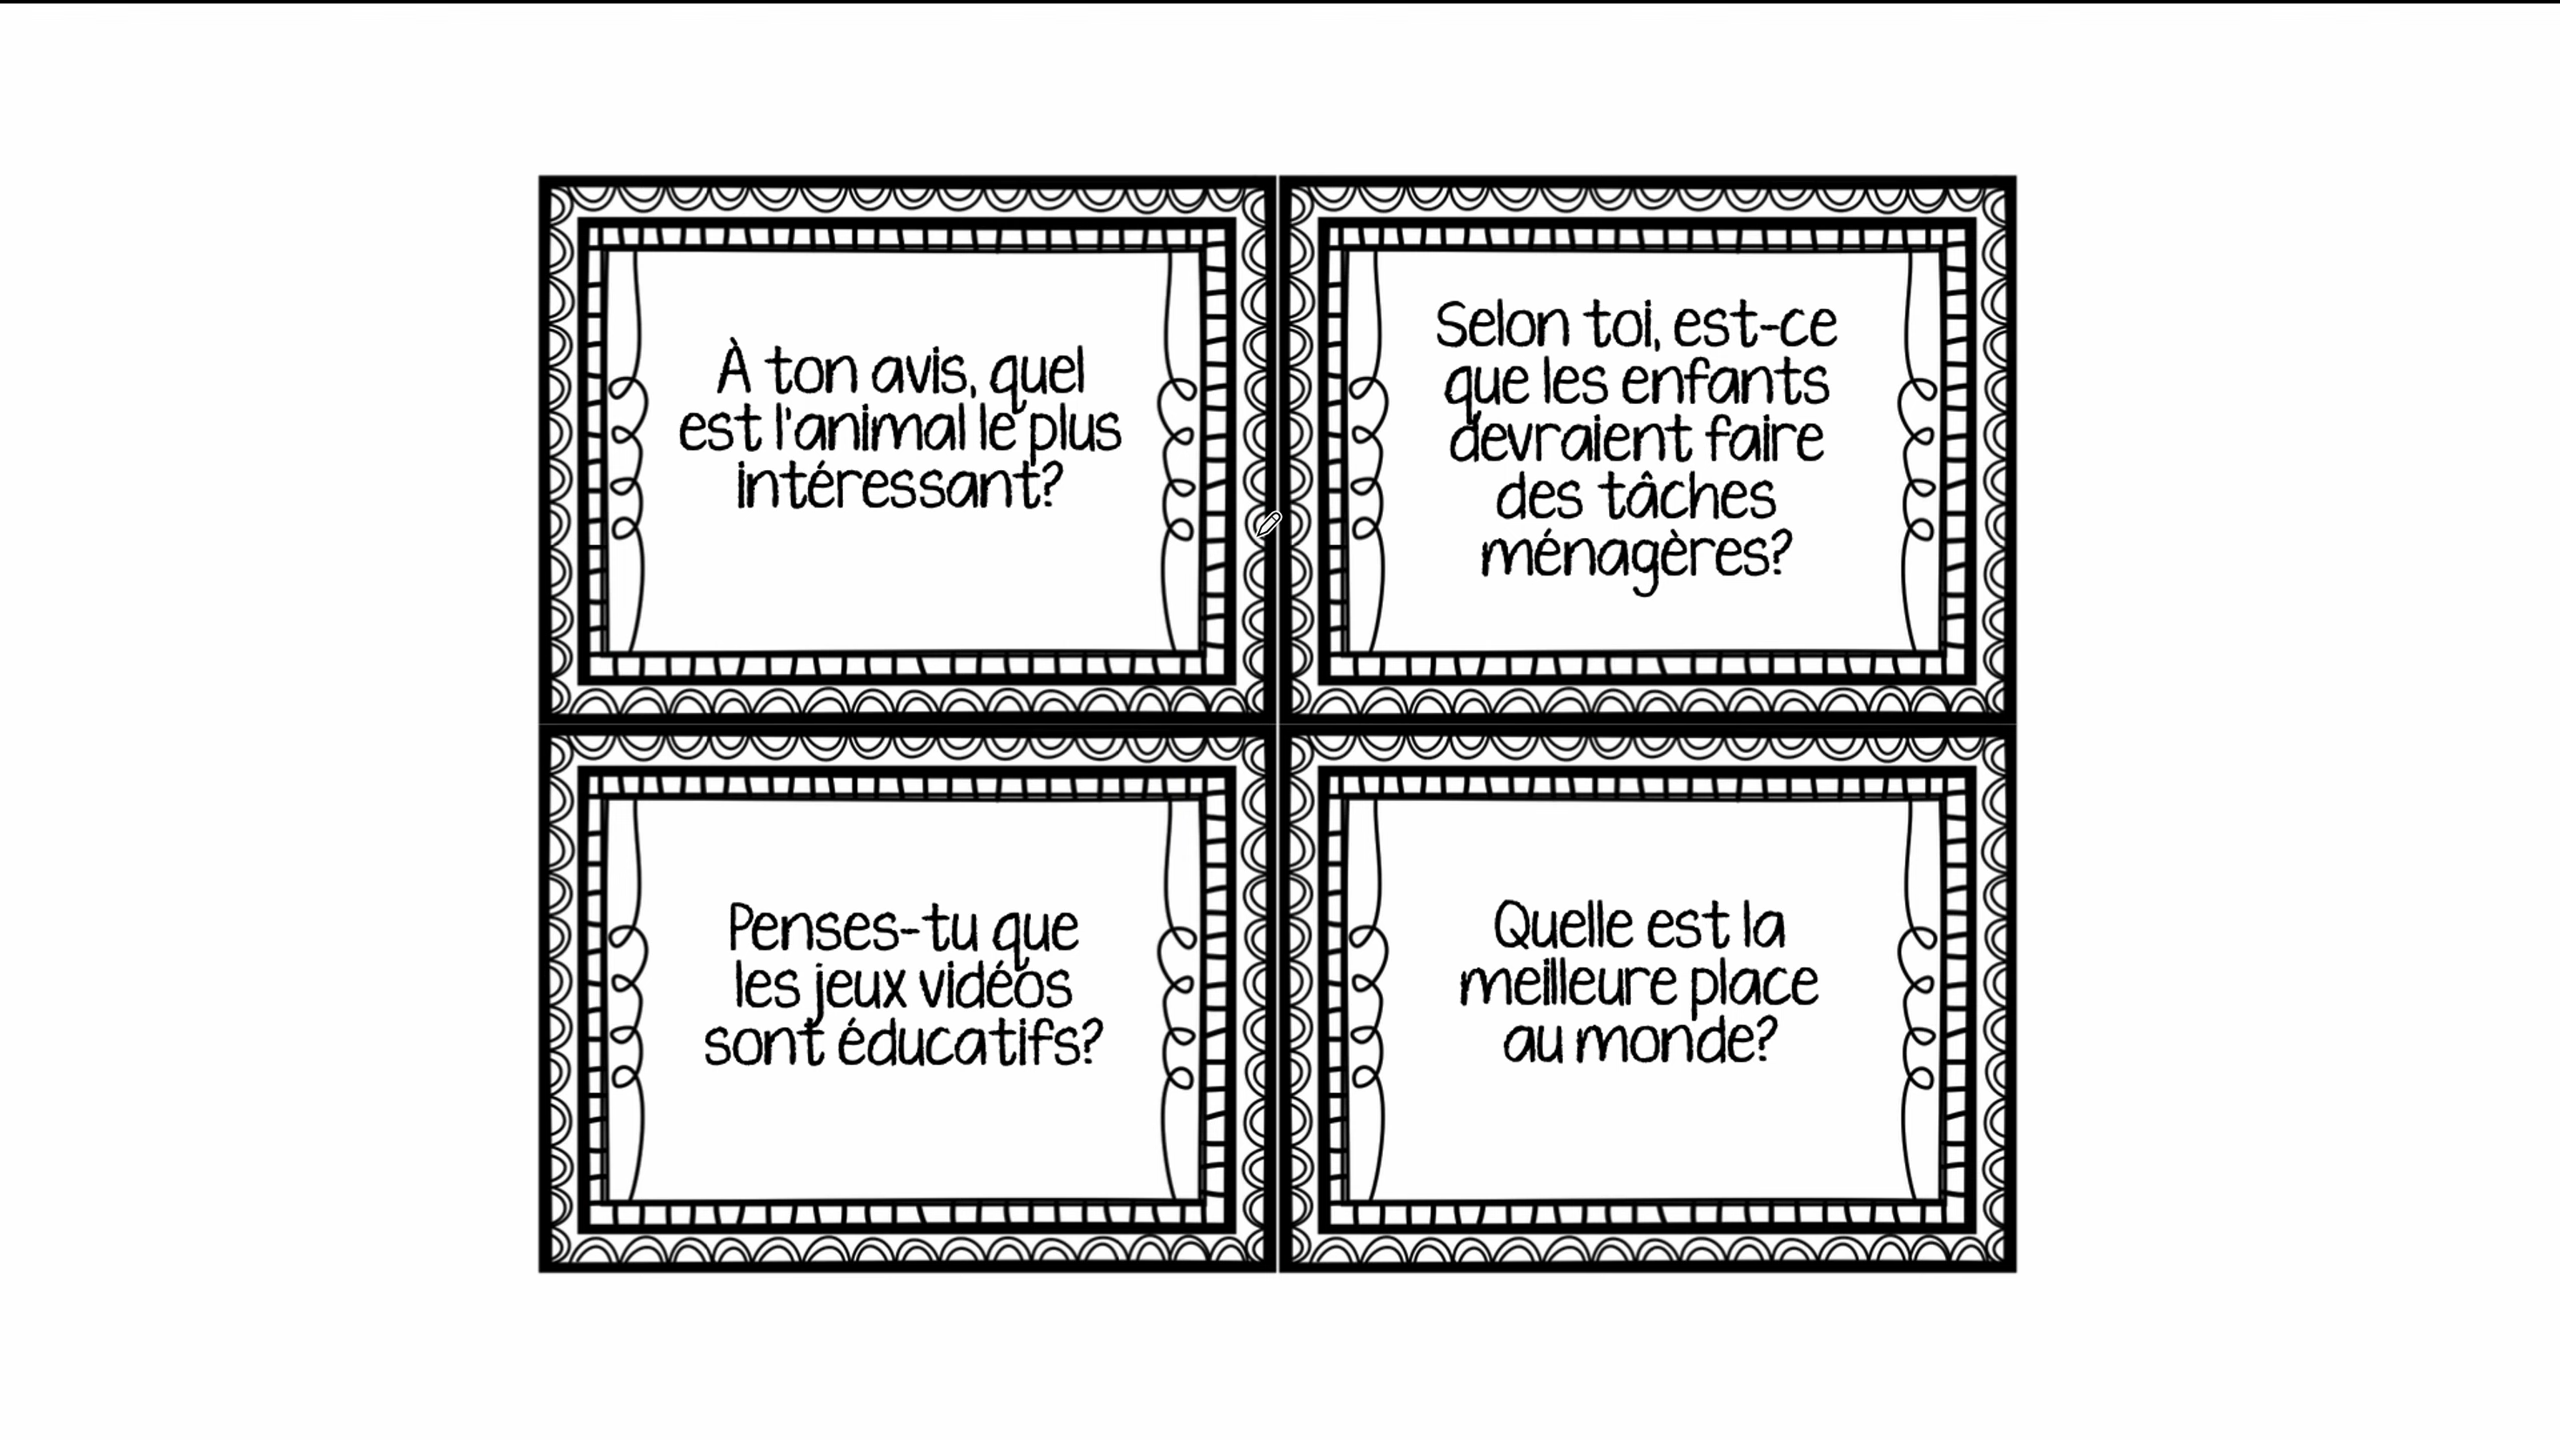 À ton avis, quel
est l'animal le plus
intéressant?
Selon toi, est-ce
que les enfants
devraient faire
des tâches
ménagères?
Penses-tu que
les jeux vidéos
sont éducatifs?
Quelle est la
meilleure place
au monde?